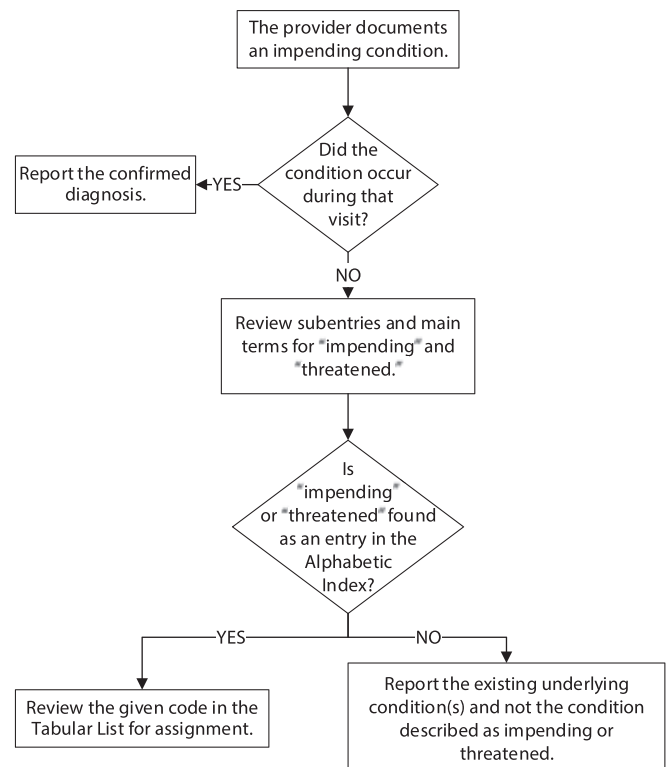 The provider documents
an impending condition.
Did the
condition occur
during that
visit?
YES
Report the confirmed
diagnosis.
NO
Review subentries and main
terms for "impending" and
"threatened."
Is
"impending"
or "threatened" found
as an entry in the
Alphabetic
Index?
YES
NO
Review the given code in the
Tabular List for assignment.
Report the existing underlying
condition(s) and not the condition
described as impending or
threatened.